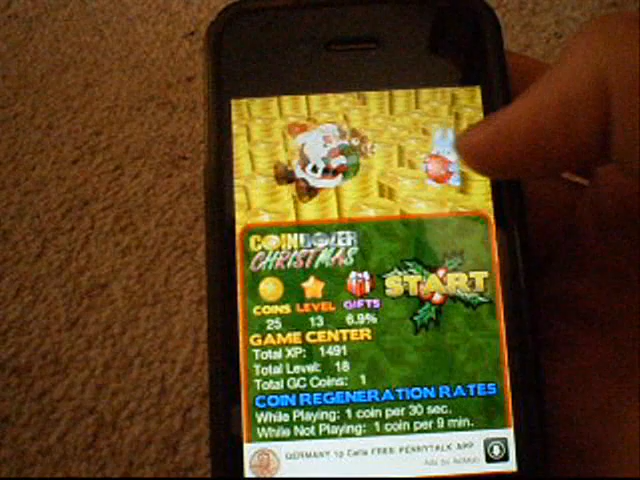 COIN DOZER
CHRISTMAS
START
COINS LEVEL GIFTS
25 13 6.9%
GAME CENTER
Total XP: 1491
Total Level: 18
Total GC Coins: 1
COIN REGENERATION RATES
While Playing: 1 coin per 30 sec.
While Not Playing: 1 coin per 9 min.
GERMANY 1p Calls FREE PENNYTALK APP
Ads by AdMob